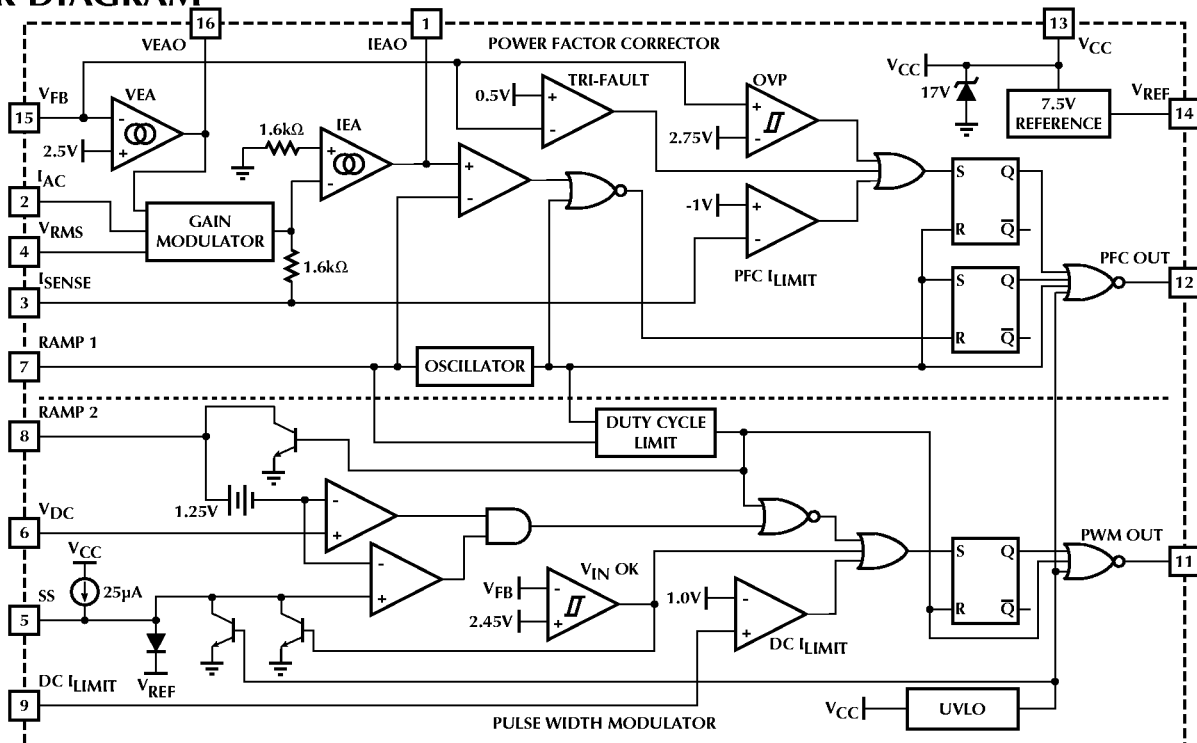 R DIAGRAM
16
1
13
VEAO
IEAO
POWER FACTOR CORRECTOR
VCC
VFB
VEA
TRI-FAULT
OVP
VCC
17V
VREF
15
0.5V
7.5V
REFERENCE
14
2.5V
1.6kΩ
IEA
2.75V
IAC
2
GAIN
MODULATOR
-1V
S
Q
VRMS
4
R
Q
1.6kΩ
PFC ILIMIT
PFC OUT
ISENSE
3
S
Q
12
RAMP 1
R
Q
7
OSCILLATOR
RAMP 2
8
DUTY CYCLE
LIMIT
1.25V
VDC
6
PWM OUT
VCC
VIN OK
S
Q
11
25µA
VFB
1.0V
SS
5
2.45V
R
Q
DC ILIMIT
VREF
DC ILIMIT
9
VCC
UVLO
PULSE WIDTH MODULATOR